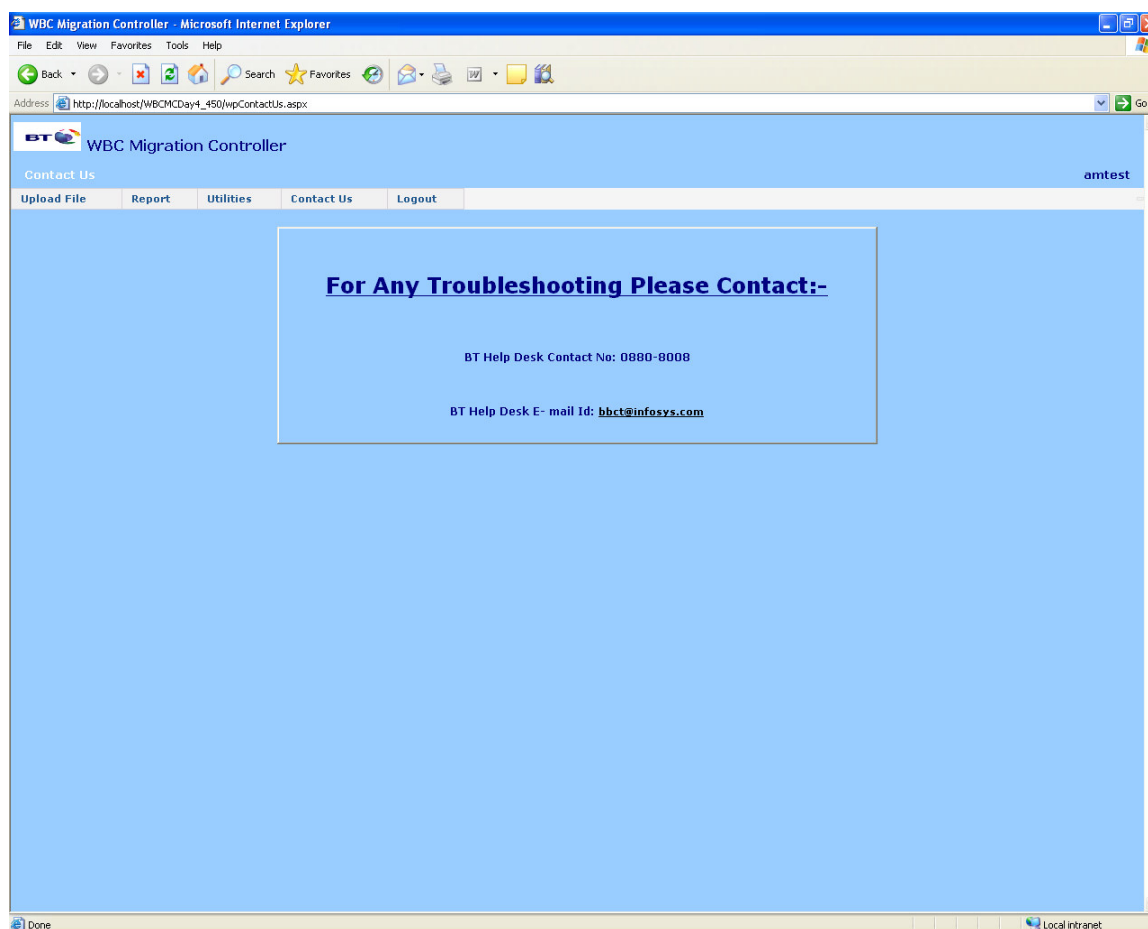 WBC Migration Controller - Microsoft Internet Explorer
File Edit View Favorites Tools Help
Back Search Favorites
Address http://localhost/WBCMCDay4_450/wpContactUs.aspx Go
BT WBC Migration Controller
Contact Us amtest
Upload File Report Utilities Contact Us Logout
For Any Troubleshooting Please Contact:-
BT Help Desk Contact No: 0880-8008
BT Help Desk E- mail Id: bbct@infosys.com
Done Local intranet